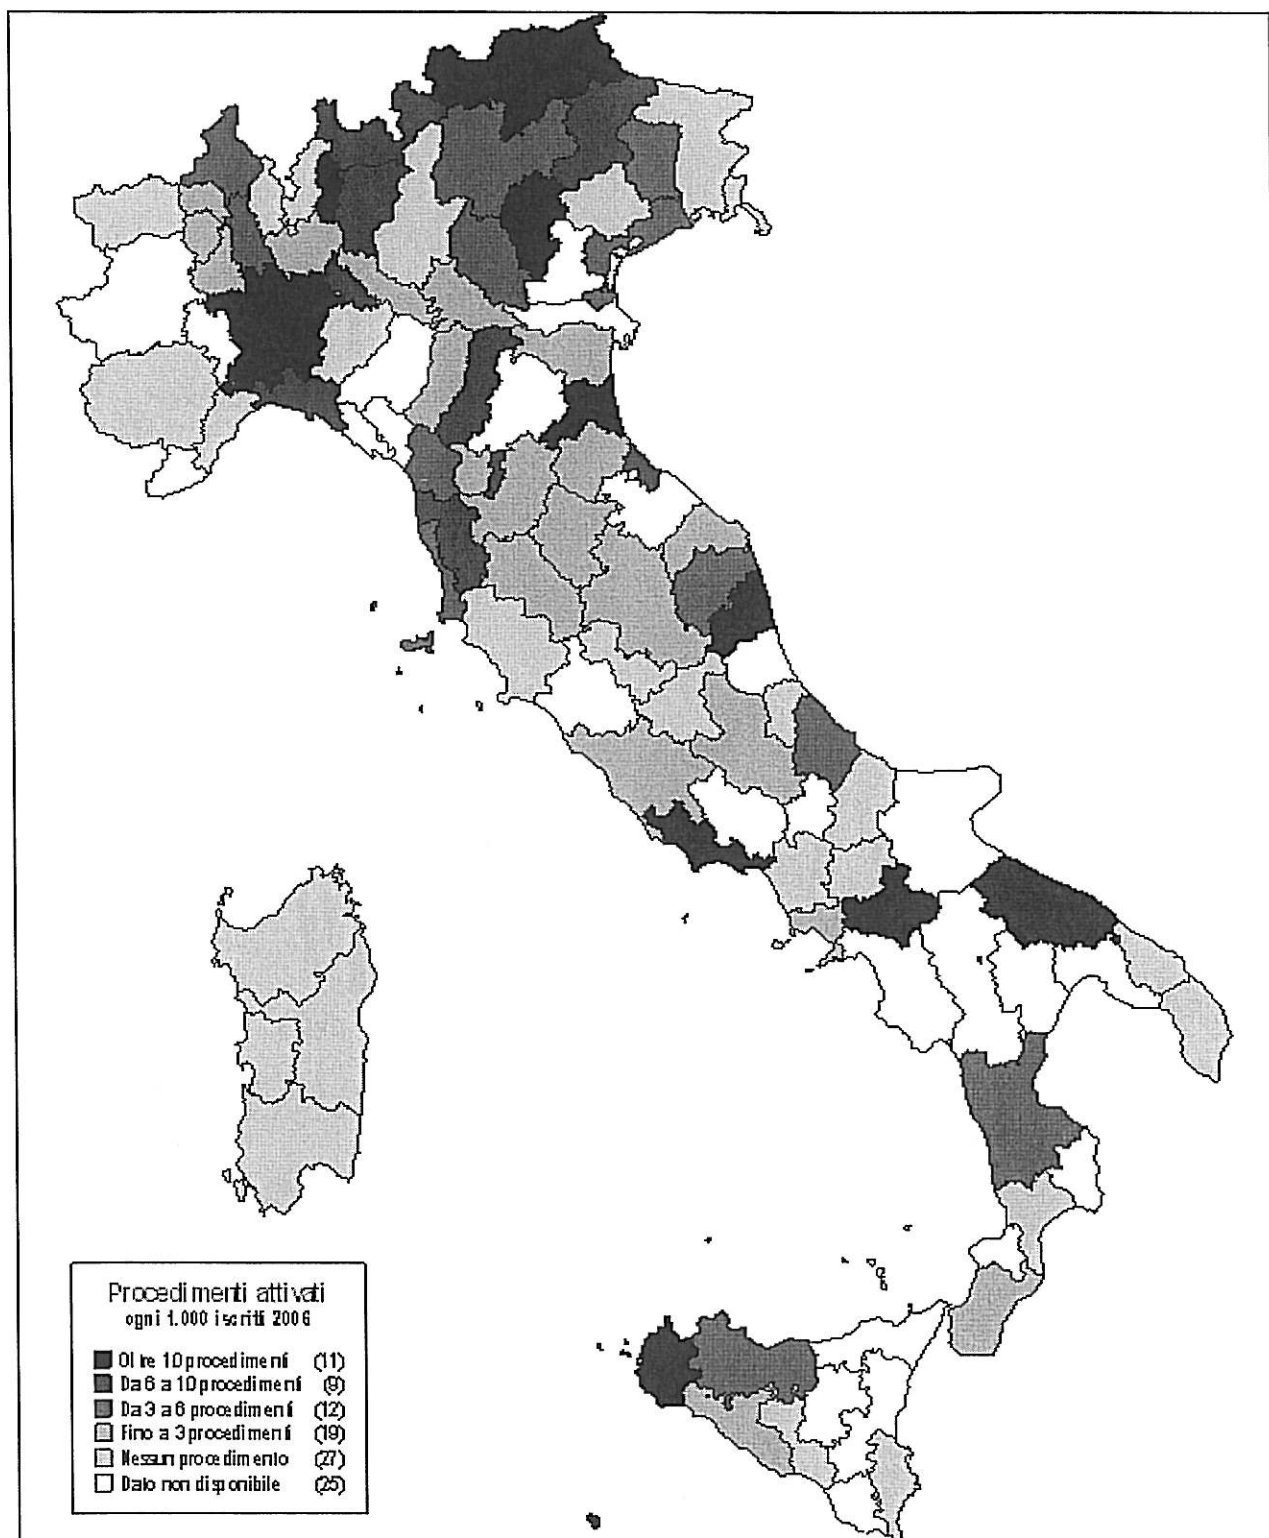 Procedimenti attivati
ogni 1.000 iscritti 2006
Oltre 10 procedimenti (11)
Da 6 a 10 procedimenti (9)
Da 3 a 6 procedimenti (12)
Fino a 3 procedimenti (19)
Nessun procedimento (27)
Dato non disponibile (25)